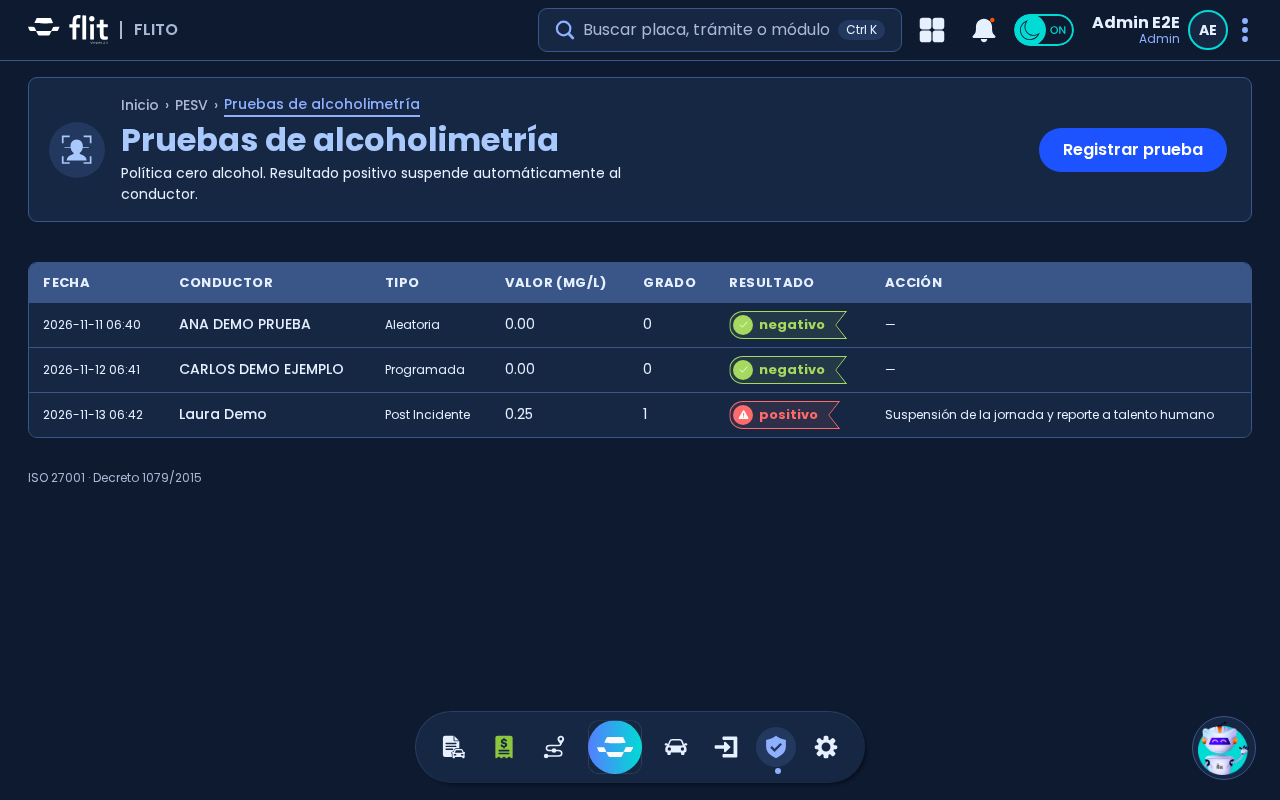 flit | FLITO
Buscar placa, trámite o módulo Ctrl K
ON
Admin E2E
Admin
AE
Inicio › PESV › Pruebas de alcoholimetría
Pruebas de alcoholimetría
Política cero alcohol. Resultado positivo suspende automáticamente al
conductor.
Registrar prueba
FECHA CONDUCTOR TIPO VALOR (MG/L) GRADO RESULTADO ACCIÓN
2026-11-11 06:40 ANA DEMO PRUEBA Aleatoria 0.00 0 negativo —
2026-11-12 06:41 CARLOS DEMO EJEMPLO Programada 0.00 0 negativo —
2026-11-13 06:42 Laura Demo Post Incidente 0.25 1 positivo Suspensión de la jornada y reporte a talento humano
ISO 27001 · Decreto 1079/2015